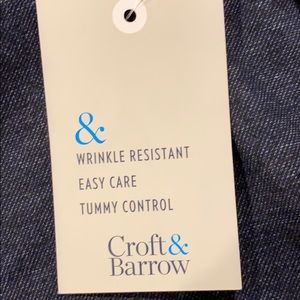 &
WRINKLE RESISTANT
EASY CARE
TUMMY CONTROL
Croft&
Barrow